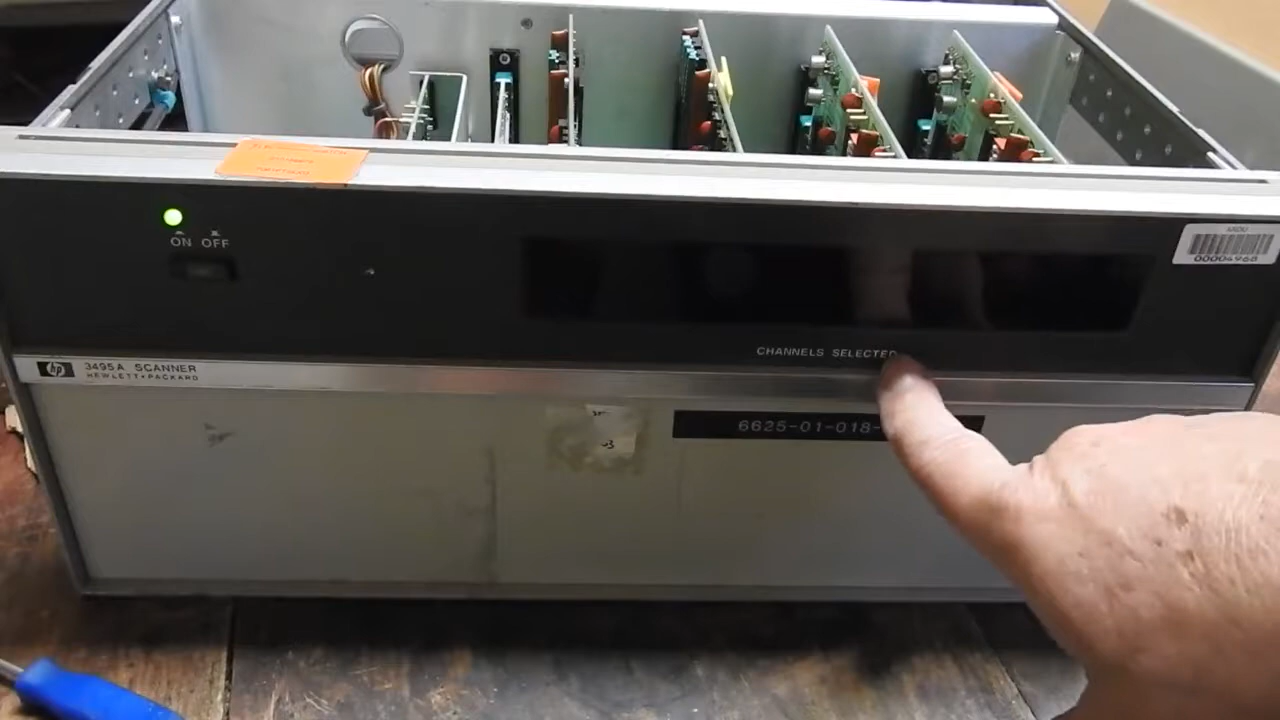 ON OFF
00004968
CHANNELS SELECTED
hp 3495A SCANNER
HEWLETT•PACKARD
6625-01-018-